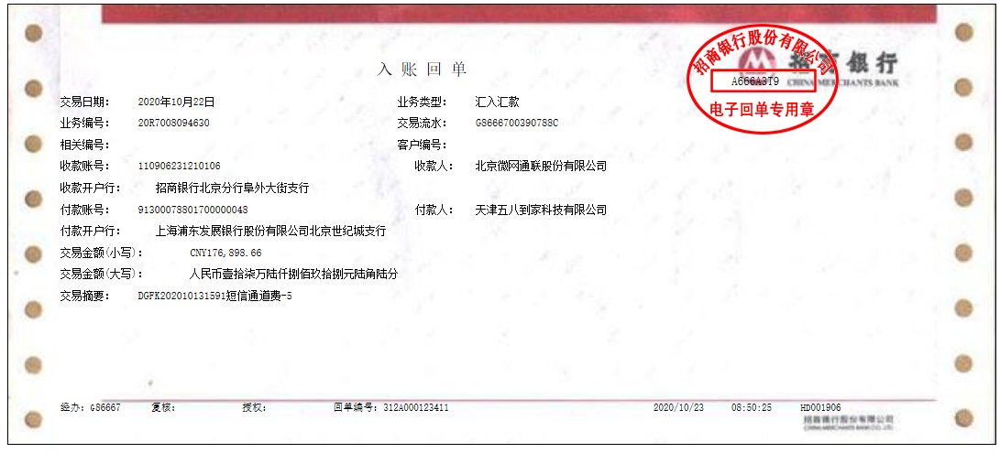 招商银行股份有限公司
A666A3T9
电子回单专用章
招商银行
CHINA MERCHANTS BANK
入账回单
交易日期： 2020年10月22日 业务类型： 汇入汇款
业务编号： 20R7008094630 交易流水： G8666700390788C
相关编号： 客户编号：
收款账号： 110906231210106 收款人： 北京微网通联股份有限公司
收款开户行： 招商银行北京分行阜外大街支行
付款账号： 91300078801700000048 付款人： 天津五八到家科技有限公司
付款开户行： 上海浦东发展银行股份有限公司北京世纪城支行
交易金额(小写)： CNY176,898.66
交易金额(大写)： 人民币壹拾柒万陆仟捌佰玖拾捌元陆角陆分
交易摘要： DGFK202010131591短信通道费-5
经办：G86667 复核： 授权： 回单编号：312A000123411 2020/10/23 08:50:25 HD001906
招商银行股份有限公司
CHINA MERCHANTS BANK CO., LTD